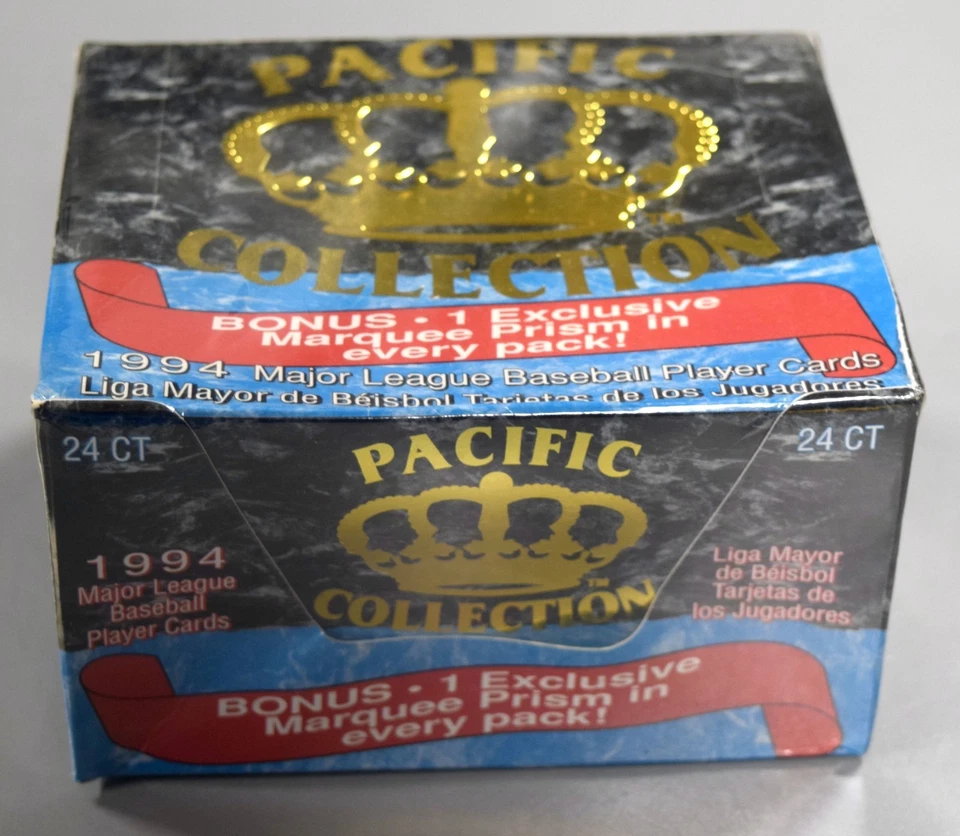 PACIFIC
COLLECTION
TM
BONUS • 1 Exclusive
Marquee Prism in
every pack!
1994 Major League Baseball Player Cards
Liga Mayor de Béisbol Tarjetas de los Jugadores
24 CT
24 CT
PACIFIC
COLLECTION
TM
1994
Major League
Baseball
Player Cards
Liga Mayor
de Béisbol
Tarjetas de
los Jugadores
BONUS • 1 Exclusive
Marquee Prism in
every pack!